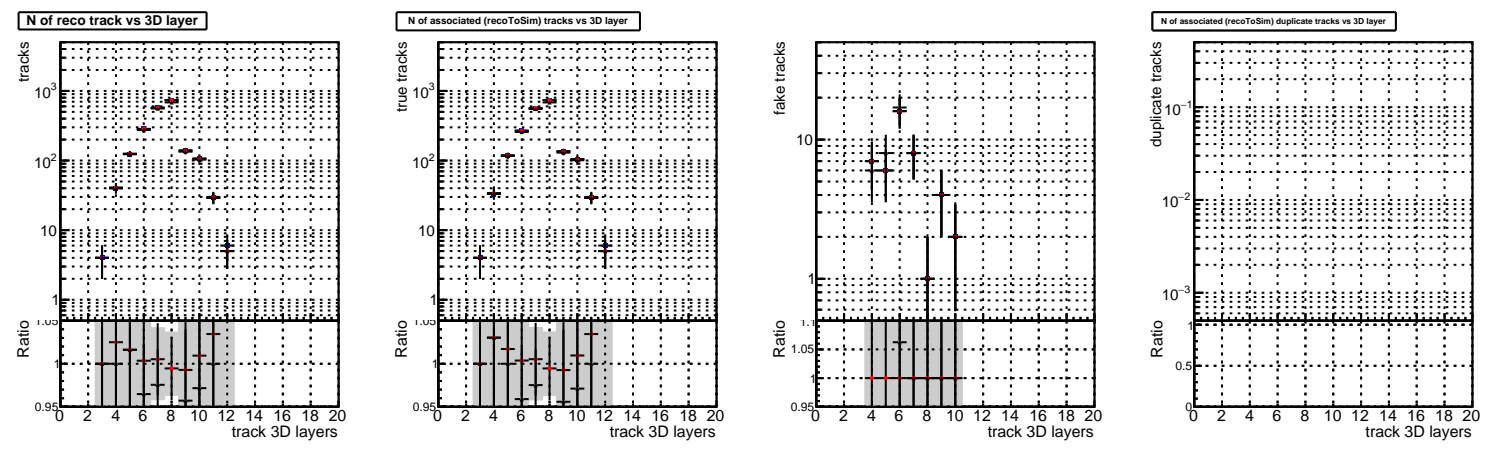 N of reco track vs 3D layer
tracks
10³
10²
10
1
Ratio
1.05
1
0.95
0 2 4 6 8 10 12 14 16 18 20
track 3D layers
N of associated (recoToSim) tracks vs 3D layer
true tracks
10³
10²
10
1
Ratio
1.05
1
0.95
0 2 4 6 8 10 12 14 16 18 20
track 3D layers
fake tracks
10
1
Ratio
1.1
1.05
1
0.95
0 2 4 6 8 10 12 14 16 18 20
track 3D layers
N of associated (recoToSim) duplicate tracks vs 3D layer
duplicate tracks
10⁻¹
10⁻²
10⁻³
Ratio
1
0.5
0
0 2 4 6 8 10 12 14 16 18 20
track 3D layers